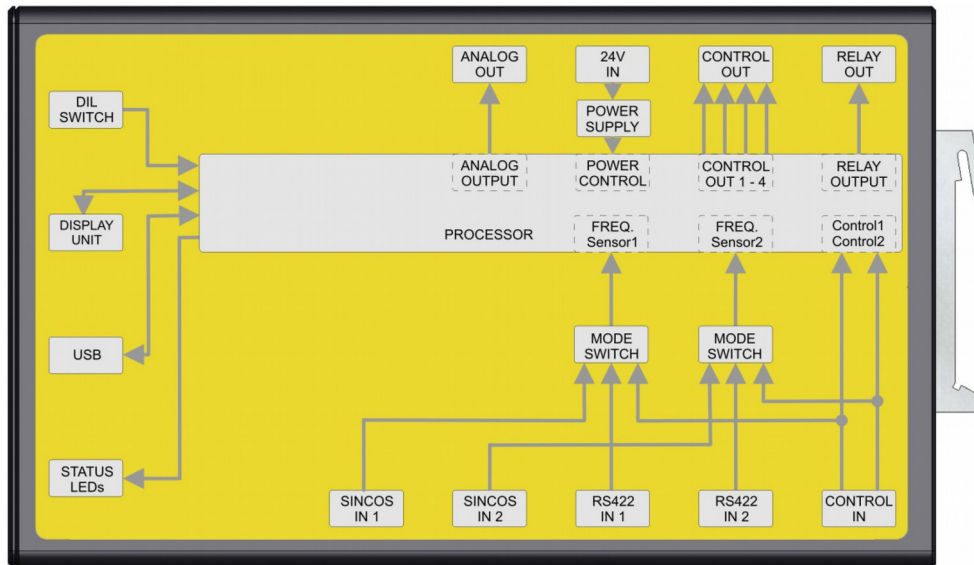 ANALOG
OUT
24V
IN
CONTROL
OUT
RELAY
OUT
DIL
SWITCH
POWER
SUPPLY
ANALOG
OUTPUT
POWER
CONTROL
CONTROL
OUT 1 - 4
RELAY
OUTPUT
DISPLAY
UNIT
PROCESSOR
FREQ.
Sensor1
FREQ.
Sensor2
Control1
Control2
USB
MODE
SWITCH
MODE
SWITCH
STATUS
LEDs
SINCOS
IN 1
SINCOS
IN 2
RS422
IN 1
RS422
IN 2
CONTROL
IN